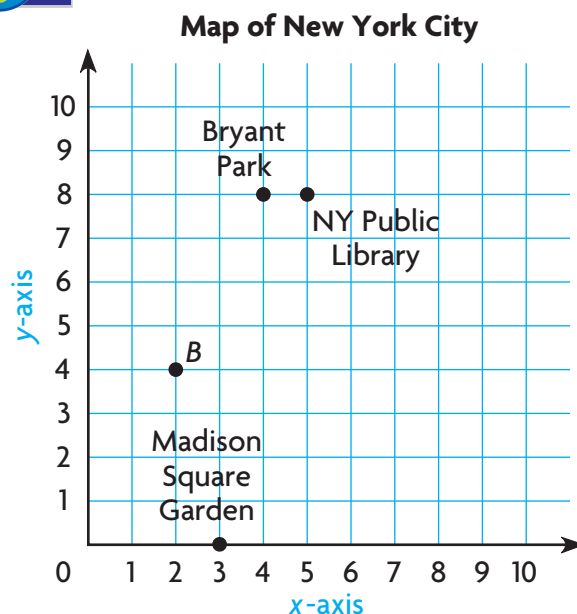 Map of New York City
10
9
8
7
6
5
4
3
2
1
y-axis
Bryant
Park
NY Public
Library
B
Madison
Square
Garden
0 1 2 3 4 5 6 7 8 9 10
x-axis